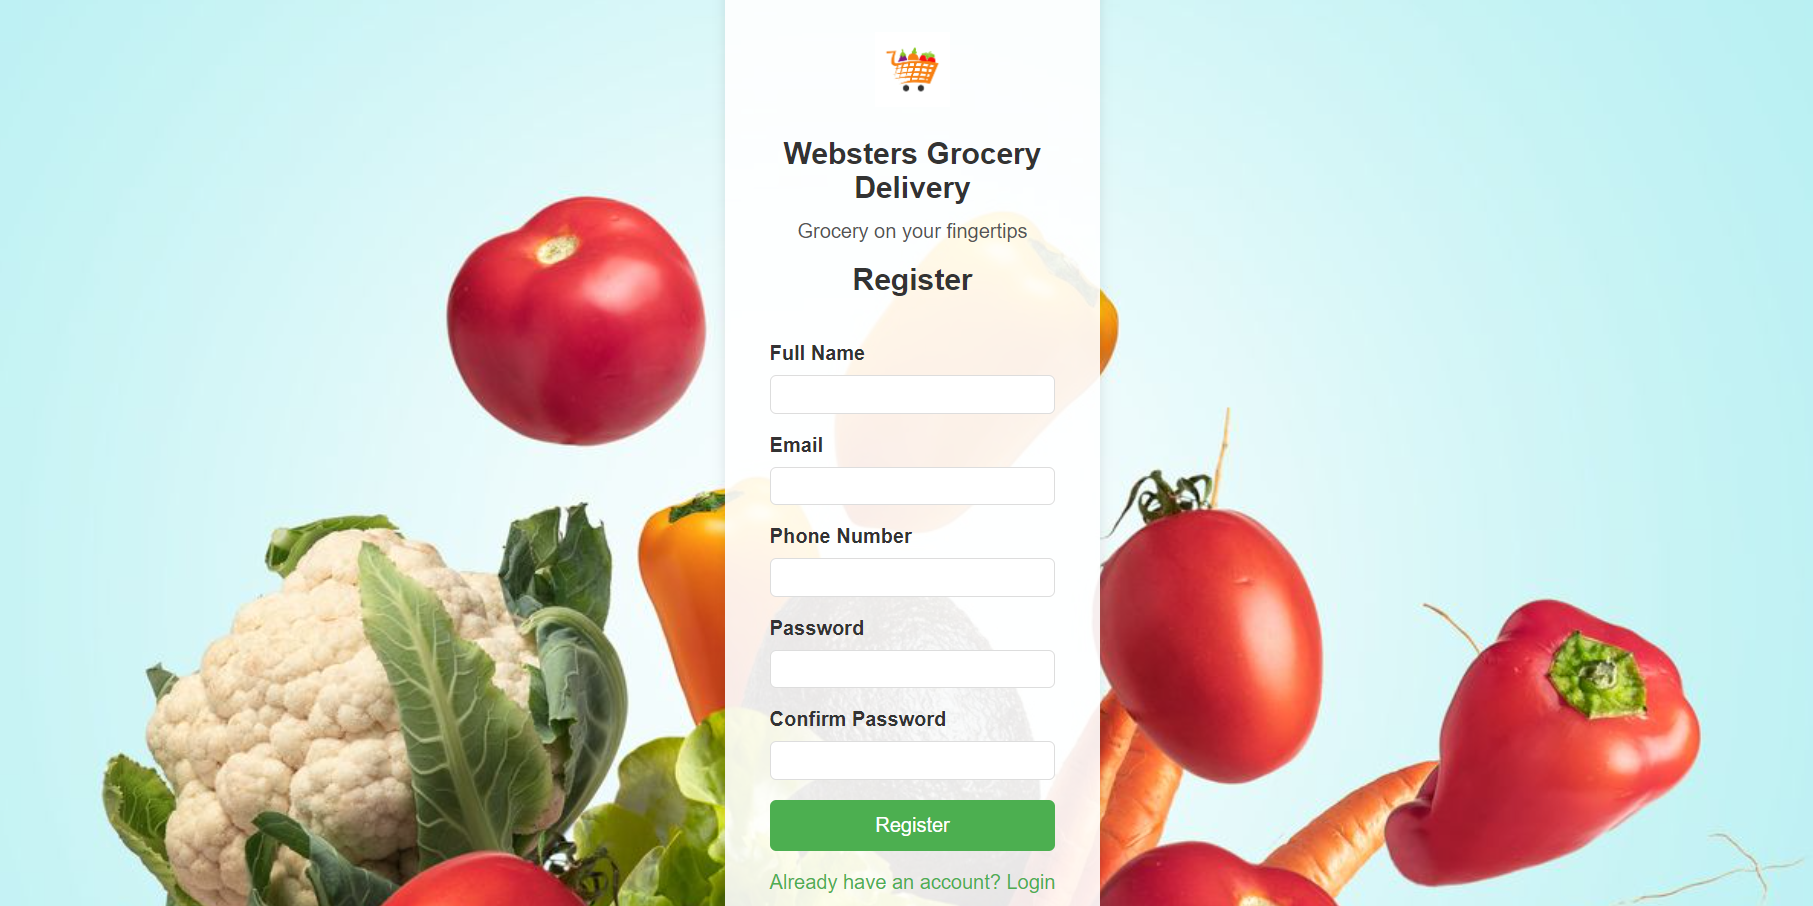 Websters Grocery
Delivery
Grocery on your fingertips
Register
Full Name
Email
Phone Number
Password
Confirm Password
Register
Already have an account? Login